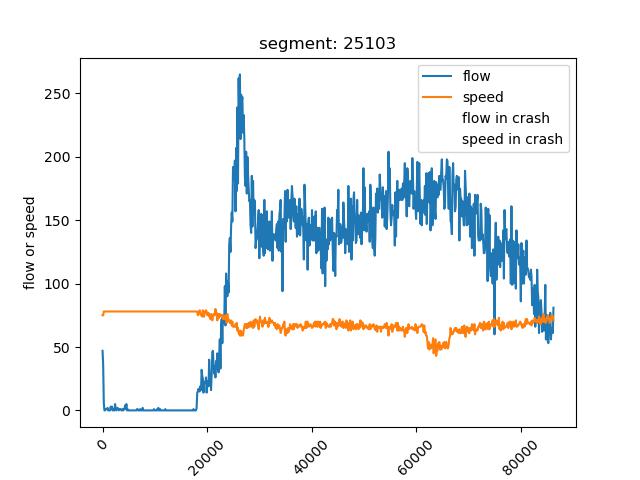 segment: 25103
flow
speed
flow in crash
speed in crash
flow or speed
250
200
150
100
50
0
0
20000
40000
60000
80000